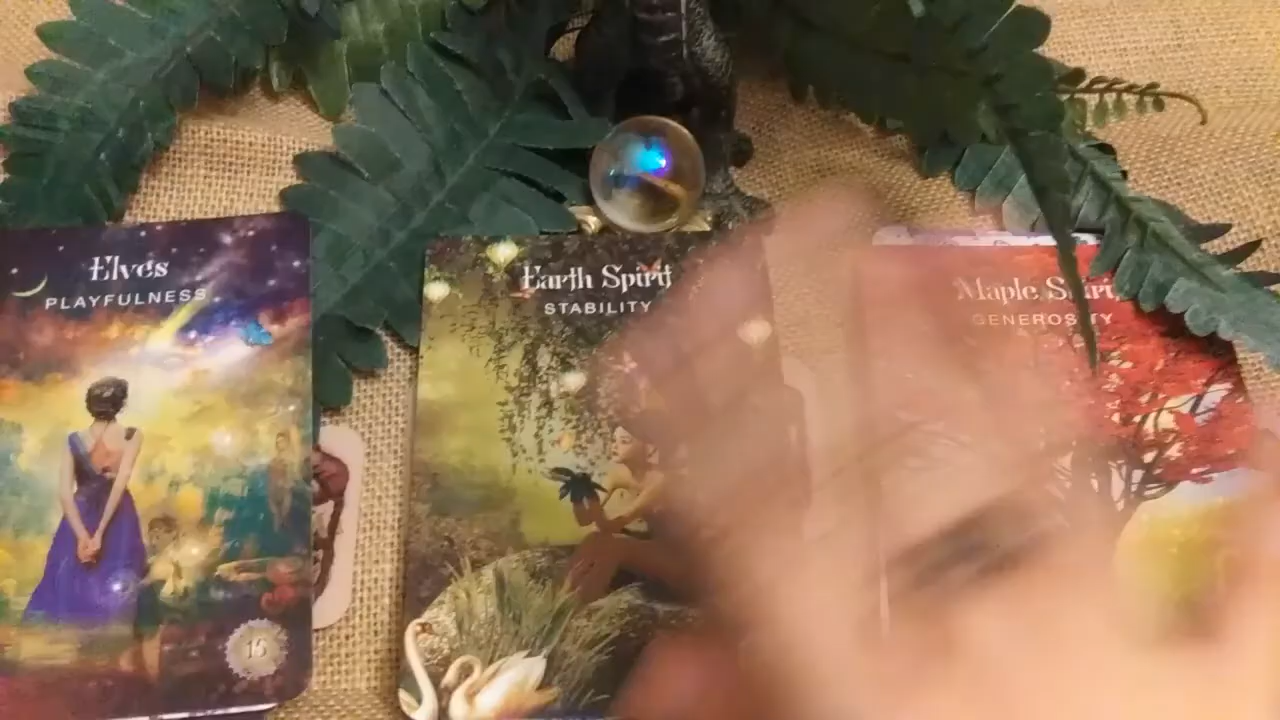 Elves
PLAYFULNESS
15
Earth Spirit
STABILITY
Maple Spirit
GENEROSITY